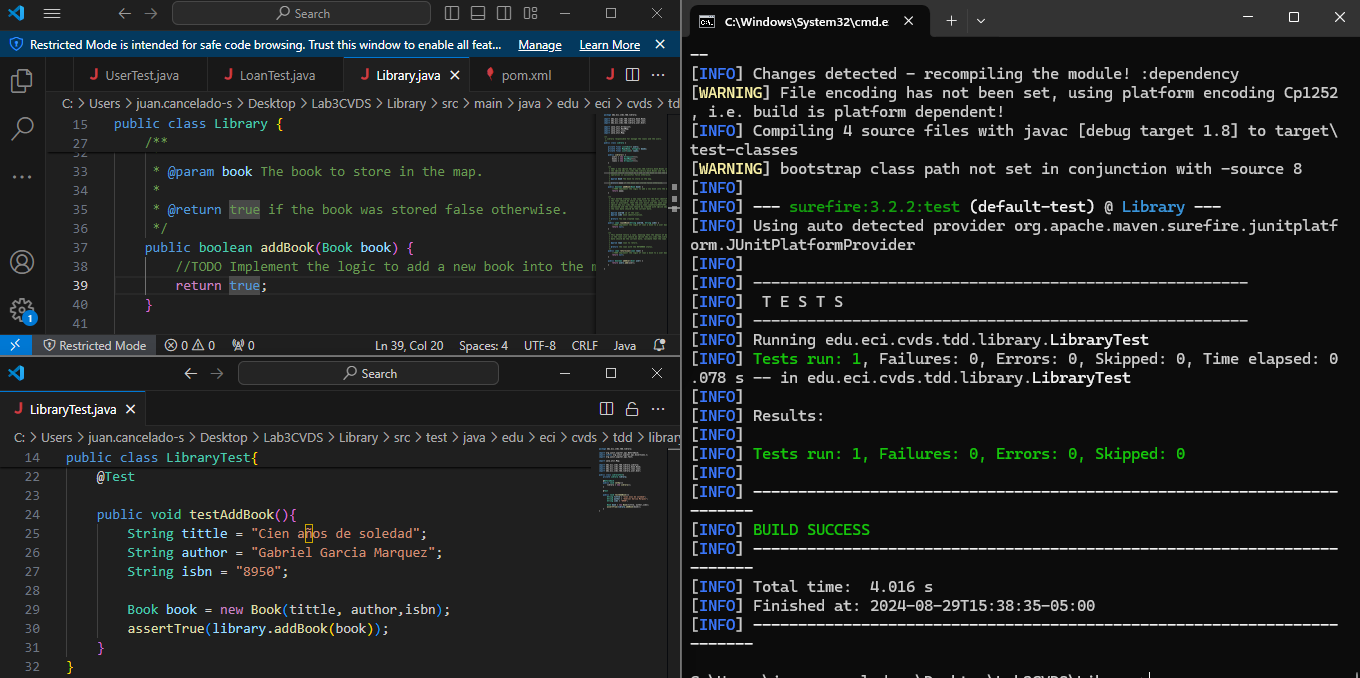 Search
Restricted Mode is intended for safe code browsing. Trust this window to enable all feat... Manage Learn More
UserTest.java LoanTest.java Library.java pom.xml
C: > Users > juan.cancelado-s > Desktop > Lab3CVDS > Library > src > main > java > edu > eci > cvds > td
15 public class Library {
27 /**
33 * @param book The book to store in the map.
34 *
35 * @return true if the book was stored false otherwise.
36 */
37 public boolean addBook(Book book) {
38 //TODO Implement the logic to add a new book into the m
39 return true;
40 }
41
Restricted Mode 0 0 0 Ln 39, Col 20 Spaces: 4 UTF-8 CRLF Java
1
Search
LibraryTest.java
C: > Users > juan.cancelado-s > Desktop > Lab3CVDS > Library > src > test > java > edu > eci > cvds > tdd > library
14 public class LibraryTest{
22 @Test
23
24 public void testAddBook(){
25 String tittle = "Cien años de soledad";
26 String author = "Gabriel Garcia Marquez";
27 String isbn = "8950";
28
29 Book book = new Book(tittle, author,isbn);
30 assertTrue(library.addBook(book));
31 }
32 }
C:\Windows\System32\cmd.e
--
[INFO] Changes detected - recompiling the module! :dependency
[WARNING] File encoding has not been set, using platform encoding Cp1252
, i.e. build is platform dependent!
[INFO] Compiling 4 source files with javac [debug target 1.8] to target\
test-classes
[WARNING] bootstrap class path not set in conjunction with -source 8
[INFO]
[INFO] --- surefire:3.2.2:test (default-test) @ Library ---
[INFO] Using auto detected provider org.apache.maven.surefire.junitplatf
orm.JUnitPlatformProvider
[INFO]
[INFO] -------------------------------------------------------
[INFO]  T E S T S
[INFO] -------------------------------------------------------
[INFO] Running edu.eci.cvds.tdd.library.LibraryTest
[INFO] Tests run: 1, Failures: 0, Errors: 0, Skipped: 0, Time elapsed: 0
.078 s -- in edu.eci.cvds.tdd.library.LibraryTest
[INFO]
[INFO] Results:
[INFO]
[INFO] Tests run: 1, Failures: 0, Errors: 0, Skipped: 0
[INFO]
[INFO] -----------------------------------------------------------------
-------
[INFO] BUILD SUCCESS
[INFO] -----------------------------------------------------------------
-------
[INFO] Total time:  4.016 s
[INFO] Finished at: 2024-08-29T15:38:35-05:00
[INFO] -----------------------------------------------------------------
-------